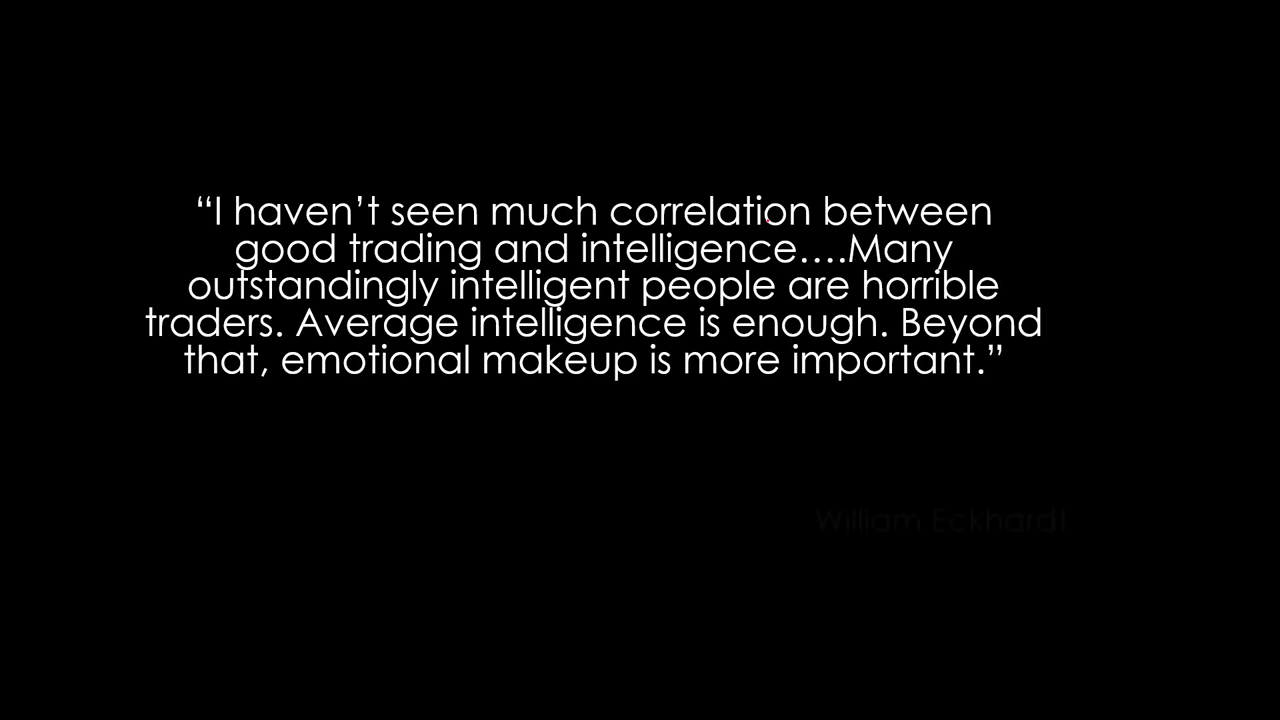 “I haven’t seen much correlation between
good trading and intelligence….Many
outstandingly intelligent people are horrible
traders. Average intelligence is enough. Beyond
that, emotional makeup is more important.”
William Eckhardt